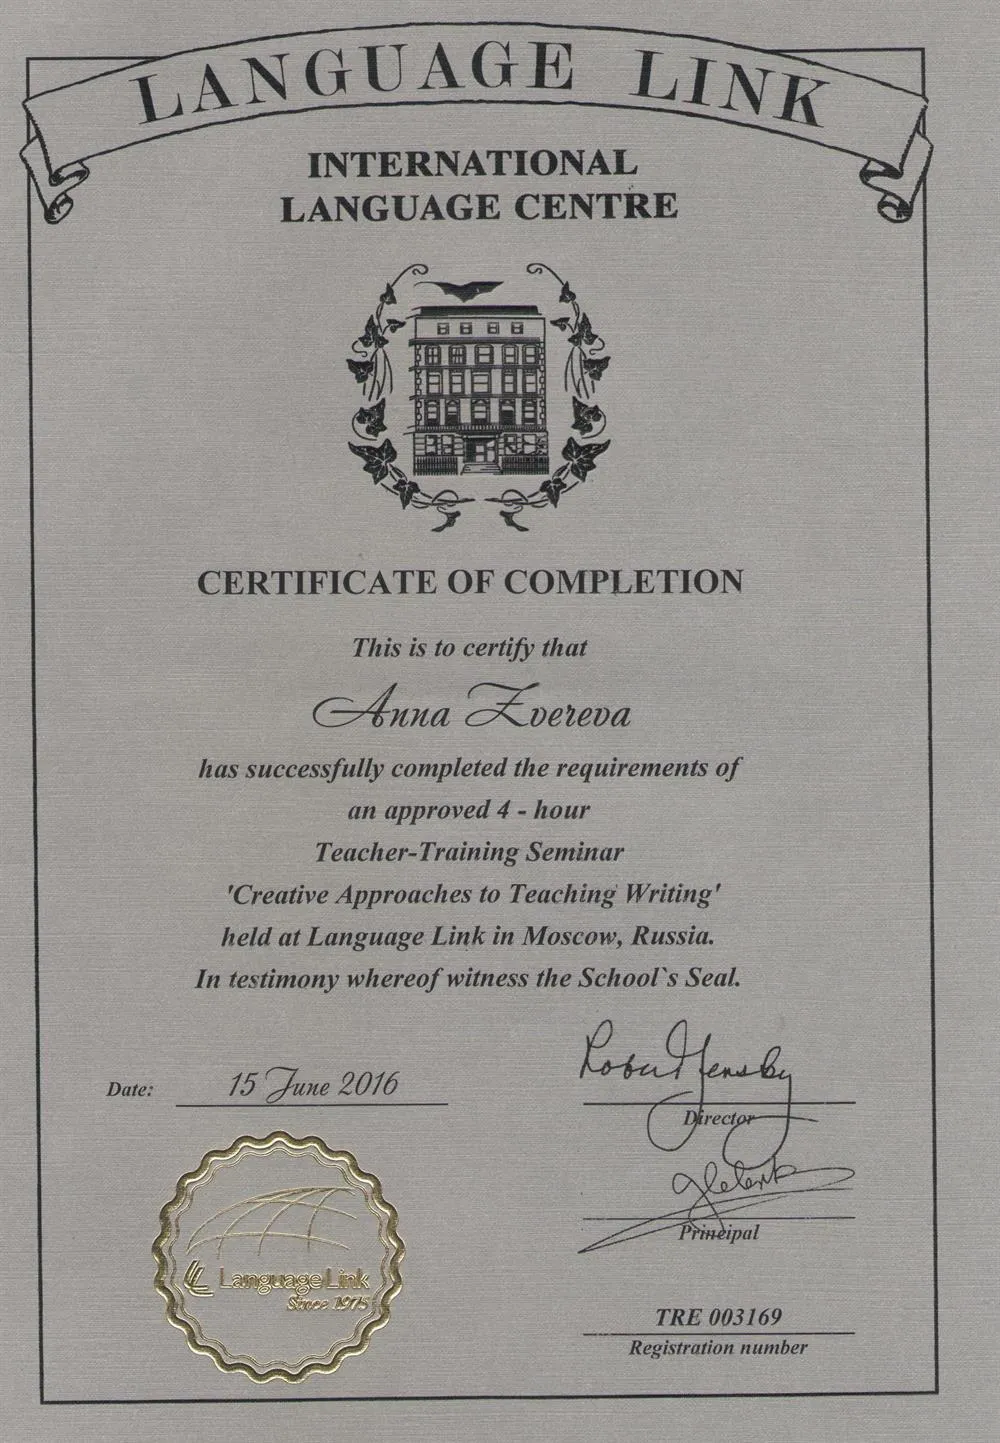 LANGUAGE LINK
INTERNATIONAL
LANGUAGE CENTRE
CERTIFICATE OF COMPLETION
This is to certify that
Anna Zvereva
has successfully completed the requirements of
an approved 4 - hour
Teacher-Training Seminar
'Creative Approaches to Teaching Writing'
held at Language Link in Moscow, Russia.
In testimony whereof witness the School`s Seal.
Date: 15 June 2016
Director
Principal
LanguageLink
Since 1975
TRE 003169
Registration number